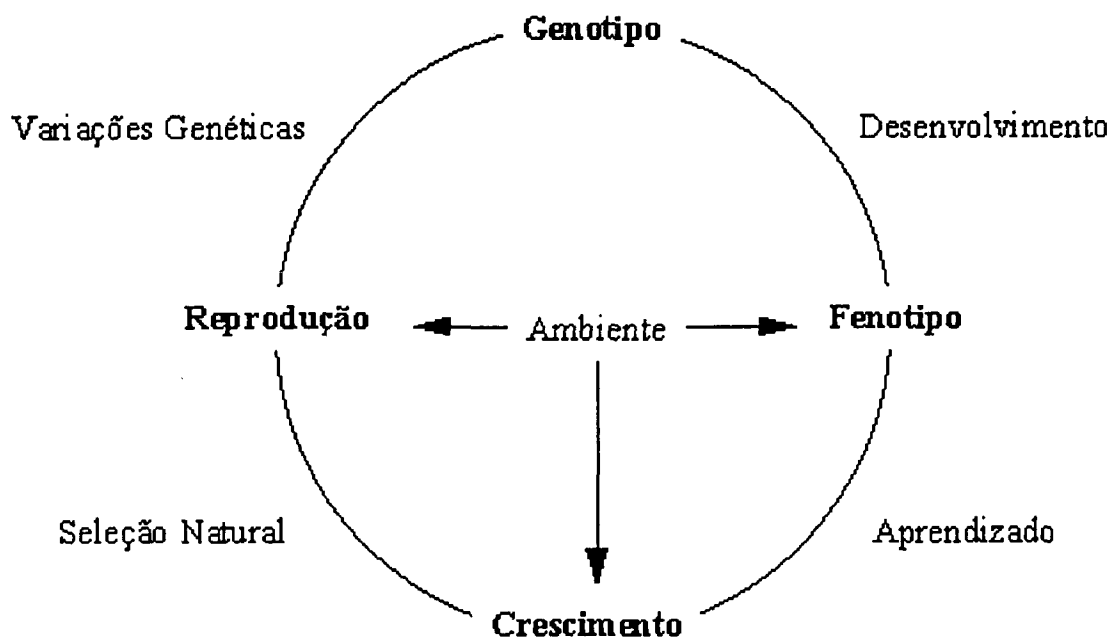 Genotipo
Variações Genéticas
Desenvolvimento
Reprodução
Ambiente
Fenotipo
Seleção Natural
Aprendizado
Crescimento